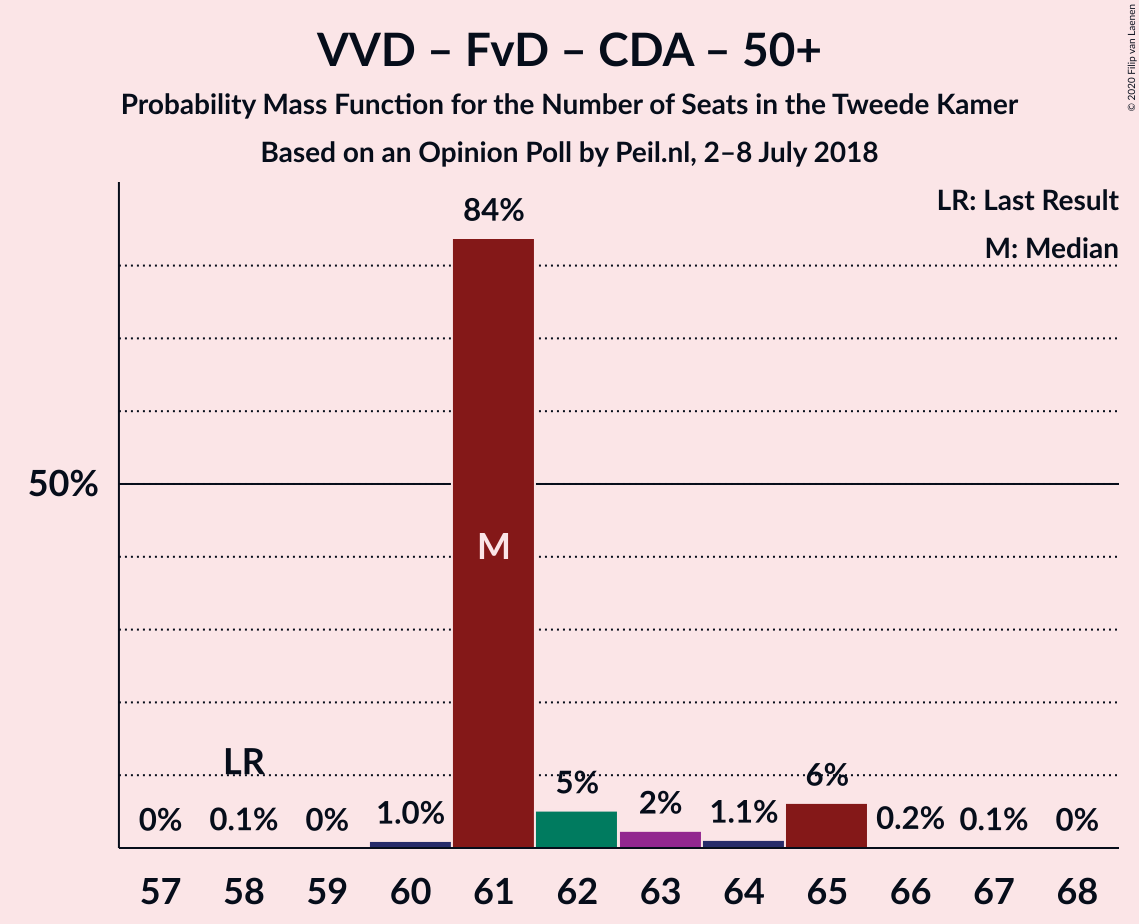 VVD – FvD – CDA – 50+
Probability Mass Function for the Number of Seats in the Tweede Kamer
Based on an Opinion Poll by Peil.nl, 2–8 July 2018
© 2020 Filip van Laenen
LR: Last Result
M: Median
84%
50%
M
LR
0% 0.1% 0% 1.0% 5% 2% 1.1% 6% 0.2% 0.1% 0%
57 58 59 60 61 62 63 64 65 66 67 68